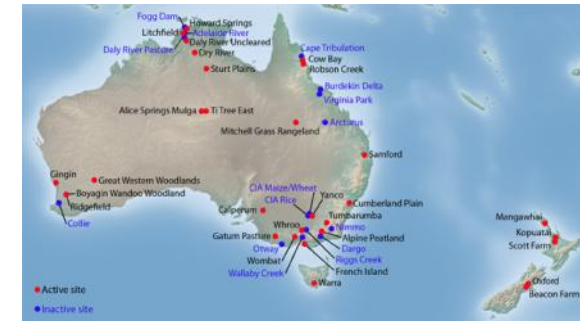 Fogg Dam
Howard Springs
Litchfield
Adelaide River
Daly River Uncleared
Daly River Pasture
Dry River
Sturt Plains
Cape Tribulation
Cow Bay
Robson Creek
Burdekin Delta
Virginia Park
Alice Springs Mulga
Ti Tree East
Mitchell Grass Rangeland
Arcturus
Samford
Gingin
Great Western Woodlands
Boyagin Wandoo Woodland
Ridgefield
Collie
CIA Maize/Wheat
Yanco
CIA Rice
Cumberland Plain
Calperum
Tumbarumba
Whroo
Nimmo
Gatum Pasture
Alpine Peatland
Otway
Dargo
Wombat
Riggs Creek
Wallaby Creek
French Island
Warra
Mangawhai
Kopuatai
Scott Farm
Oxford
Beacon Farm
Active site
Inactive site